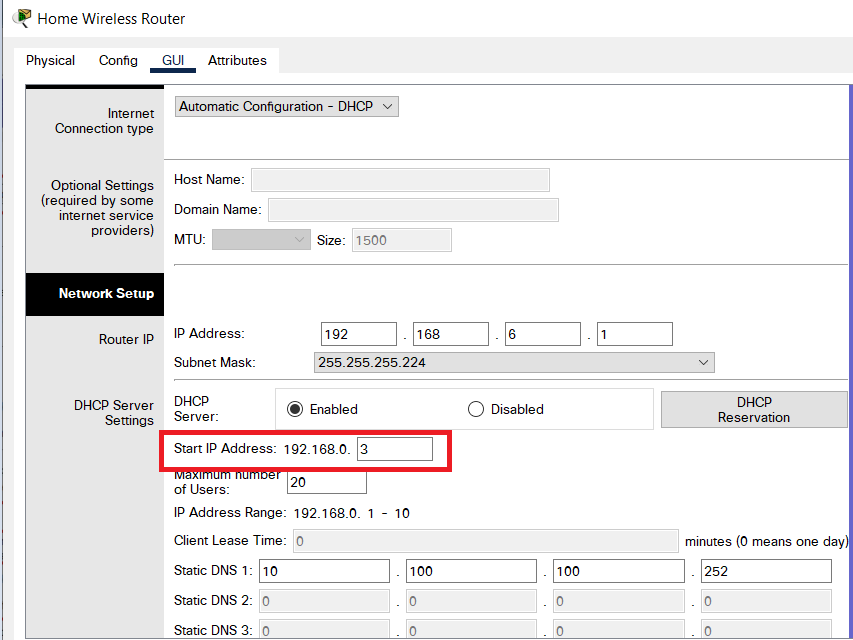 Home Wireless Router
Physical Config GUI Attributes
Internet
Connection type
Automatic Configuration - DHCP
Optional Settings
(required by some
internet service
providers)
Host Name:
Domain Name:
MTU: Size: 1500
Network Setup
Router IP
IP Address: 192 . 168 . 6 . 1
Subnet Mask: 255.255.255.224
DHCP Server
Settings
DHCP
Server:
Enabled Disabled
DHCP
Reservation
Start IP Address: 192.168.0. 3
Maximum number
of Users: 20
IP Address Range: 192.168.0. 1 - 10
Client Lease Time: 0 minutes (0 means one day)
Static DNS 1: 10 . 100 . 100 . 252
Static DNS 2: 0 . 0 . 0 . 0
Static DNS 3: 0 . 0 . 0 . 0